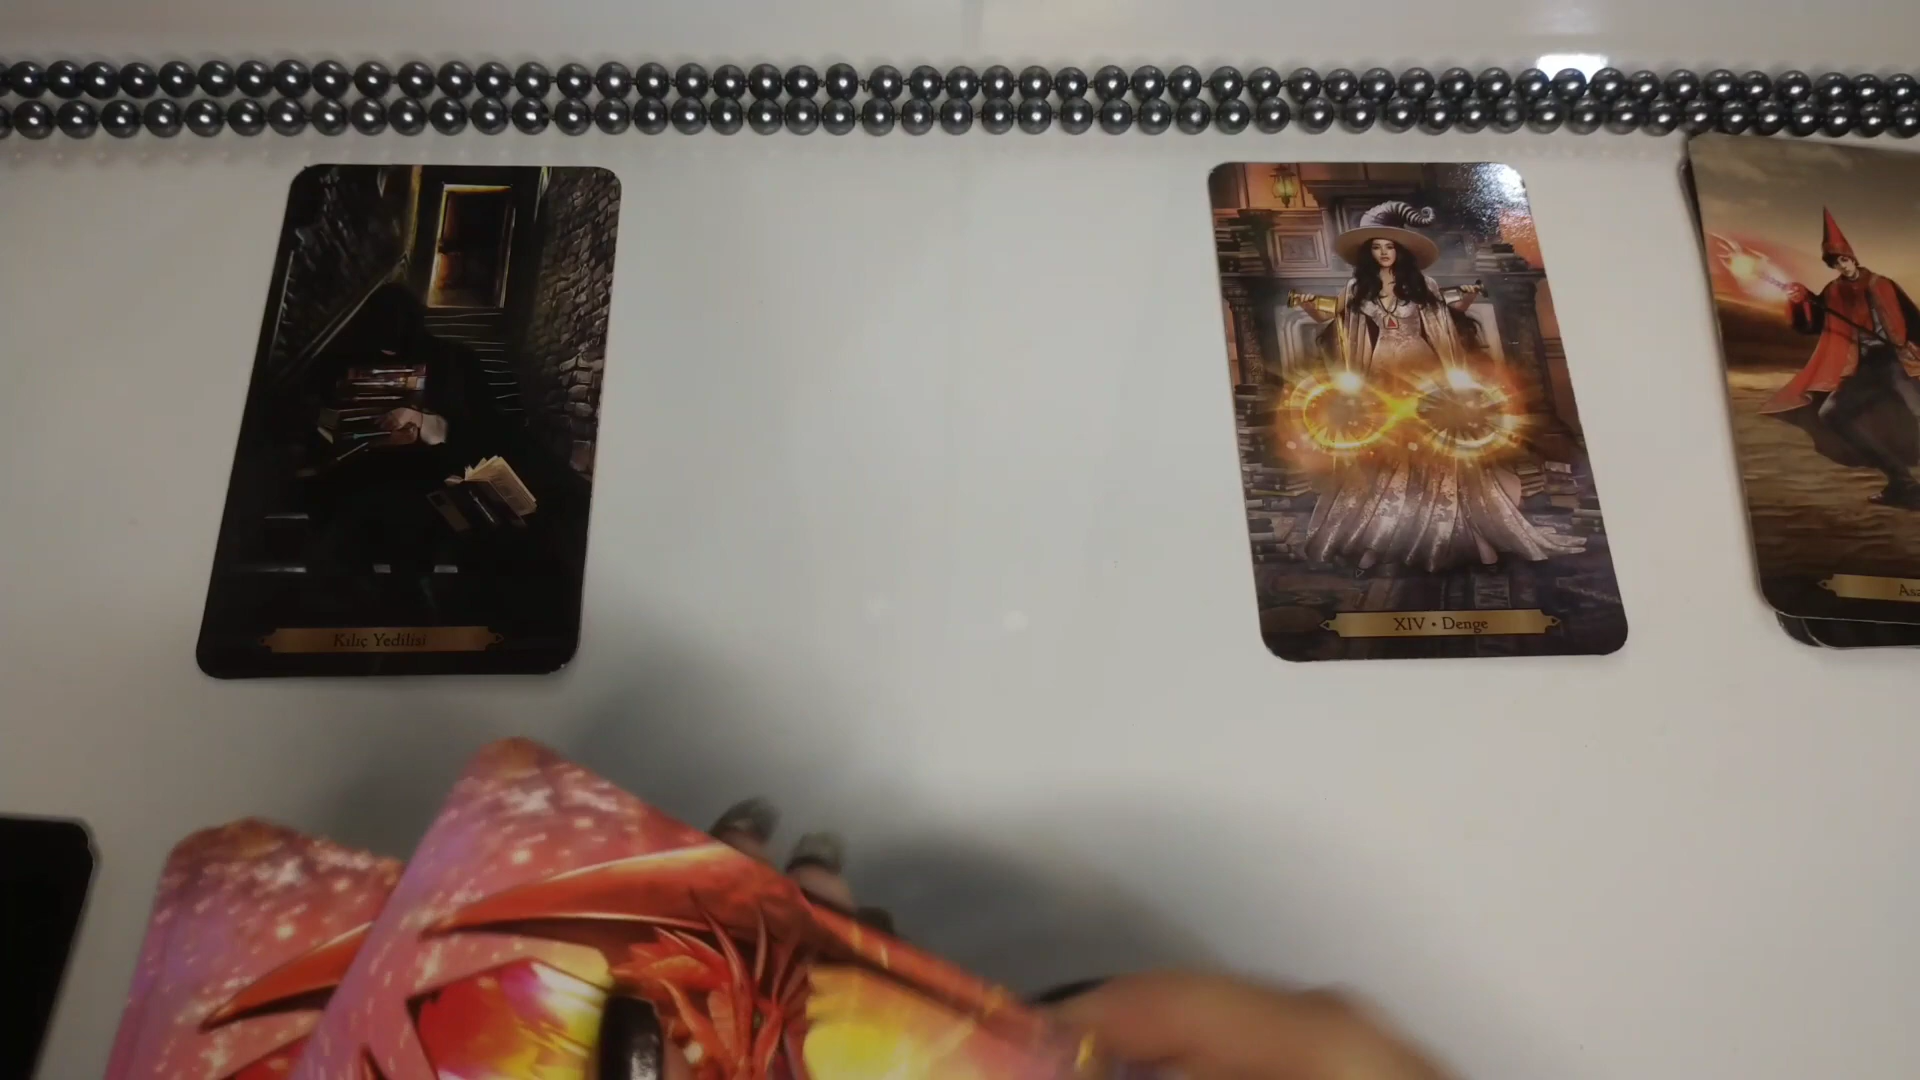 Kılıç Yedilisi
XIV • Denge